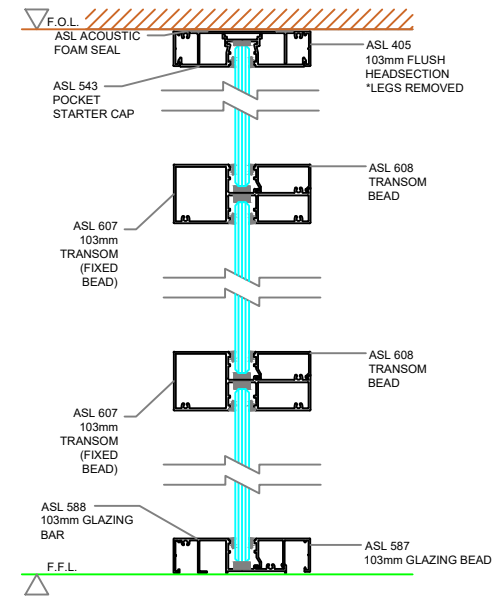 F.O.L.
ASL ACOUSTIC
FOAM SEAL
ASL 405
103mm FLUSH
HEADSECTION
*LEGS REMOVED
ASL 543
POCKET
STARTER CAP
ASL 608
TRANSOM
BEAD
ASL 607
103mm
TRANSOM
(FIXED
BEAD)
ASL 608
TRANSOM
BEAD
ASL 607
103mm
TRANSOM
(FIXED
BEAD)
ASL 588
103mm GLAZING
BAR
ASL 587
103mm GLAZING BEAD
F.F.L.